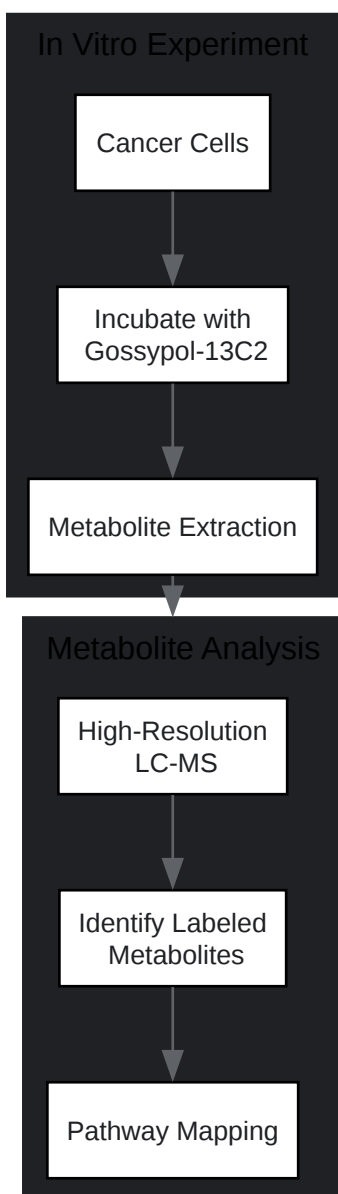 In Vitro Experiment
Cancer Cells
Incubate with
Gossypol-13C2
Metabolite Extraction
Metabolite Analysis
High-Resolution
LC-MS
Identify Labeled
Metabolites
Pathway Mapping